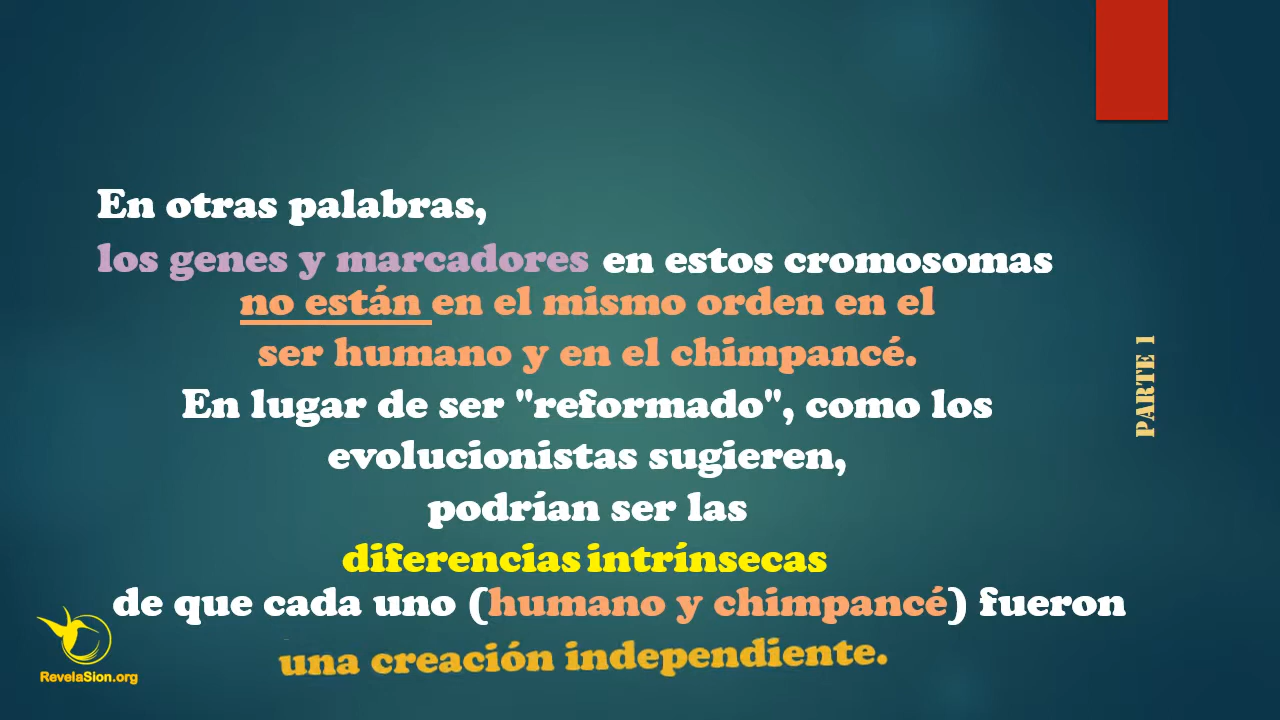 En otras palabras,
los genes y marcadores en estos cromosomas
no están en el mismo orden en el
ser humano y en el chimpancé.
En lugar de ser "reformado", como los
evolucionistas sugieren,
podrían ser las
diferencias intrínsecas
de que cada uno (humano y chimpancé) fueron
una creación independiente.
PARTE 1
RevelaSion.org